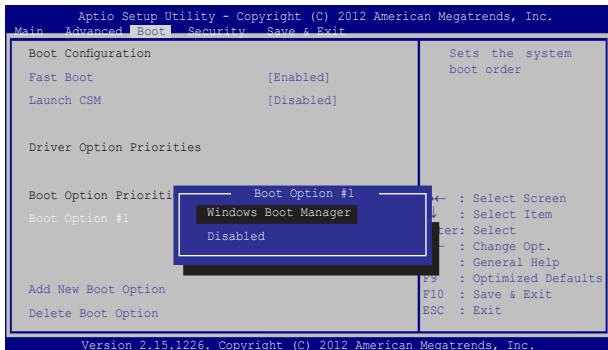 Aptio Setup Utility - Copyright (C) 2012 American Megatrends, Inc.
Main Advanced Boot Security Save & Exit
Boot Configuration
Fast Boot [Enabled]
Launch CSM [Disabled]
Driver Option Priorities
Boot Option Prioriti
Boot Option #1
Add New Boot Option
Delete Boot Option
Boot Option #1
Windows Boot Manager
Disabled
Sets the system
boot order
→← : Select Screen
: Select Item
ter: Select
— : Change Opt.
: General Help
F9 : Optimized Defaults
F10 : Save & Exit
ESC : Exit
Version 2.15.1226. Copyright (C) 2012 American Megatrends, Inc.